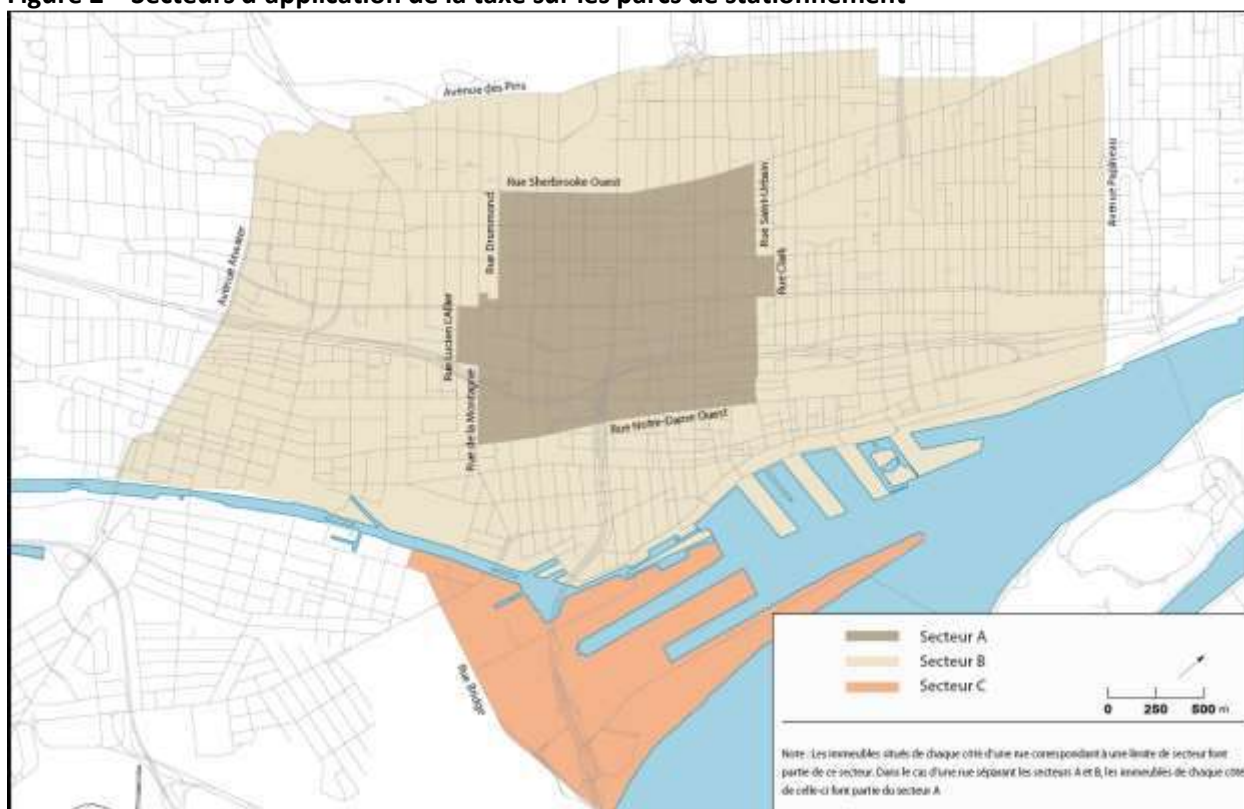 Figure 2 – Secteurs d'application de la taxe sur les parcs de stationnement
Avenue des Pins
Rue Sherbrooke Ouest
Rue Saint-Urbain
Avenue Papineau
Rue Drummond
Avenue Atwater
Rue Clark
Rue Lucien L'Allier
Rue de la Montagne
Rue Notre-Dame Ouest
Rue Bridge
Secteur A
Secteur B
Secteur C
0 250 500 m
Note : Les immeubles situés de chaque côté d'une rue correspondant à une limite de secteur font
partie de ce secteur. Dans le cas d'une rue séparant les secteurs A et B, les immeubles de chaque côté
de celle-ci font partie du secteur A